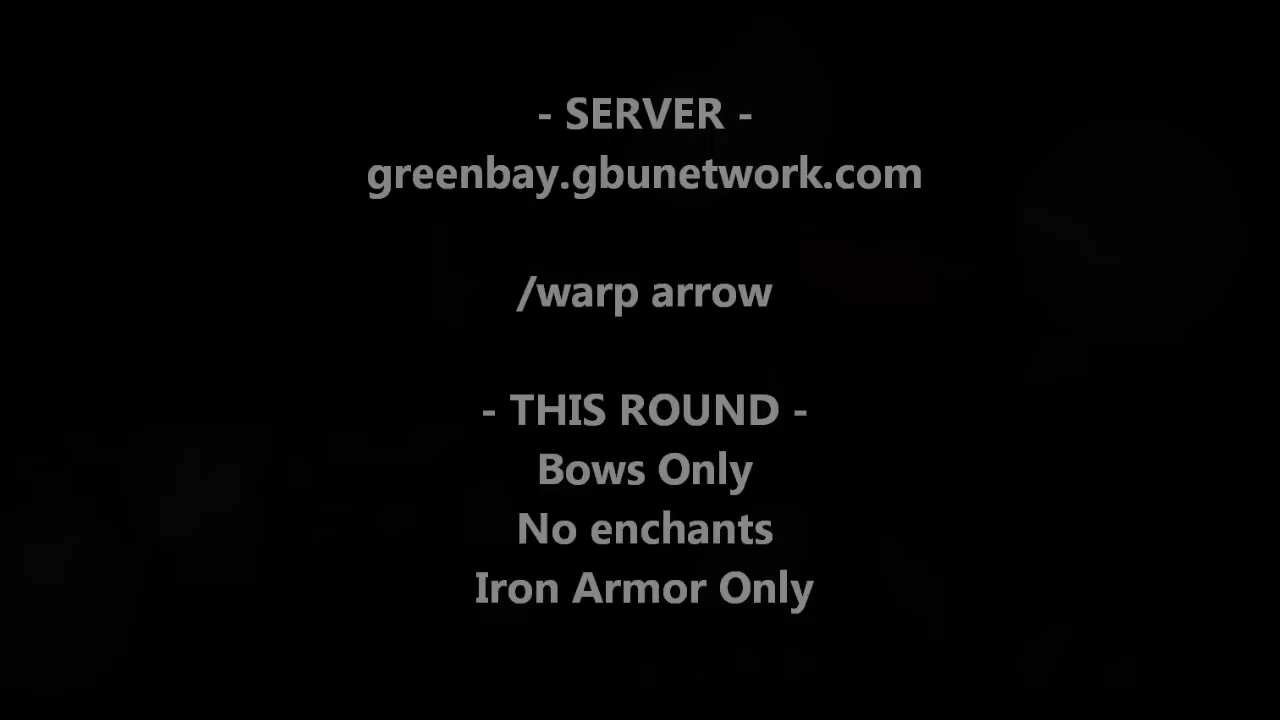 - SERVER -
greenbay.gbunetwork.com
/warp arrow
- THIS ROUND -
Bows Only
No enchants
Iron Armor Only